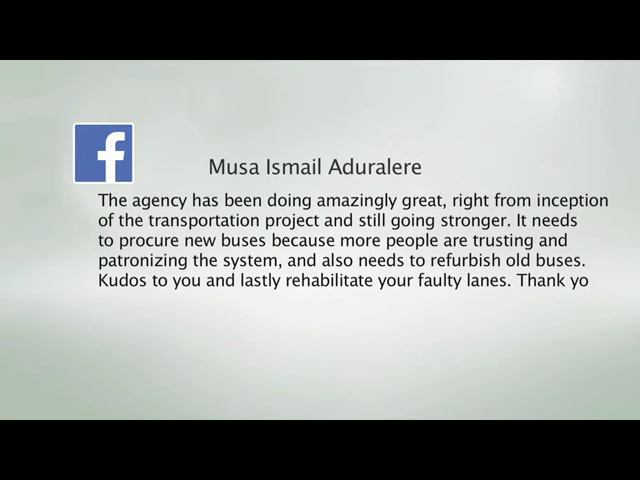 Musa Ismail Aduralere
The agency has been doing amazingly great, right from inception
of the transportation project and still going stronger. It needs
to procure new buses because more people are trusting and
patronizing the system, and also needs to refurbish old buses.
Kudos to you and lastly rehabilitate your faulty lanes. Thank yo